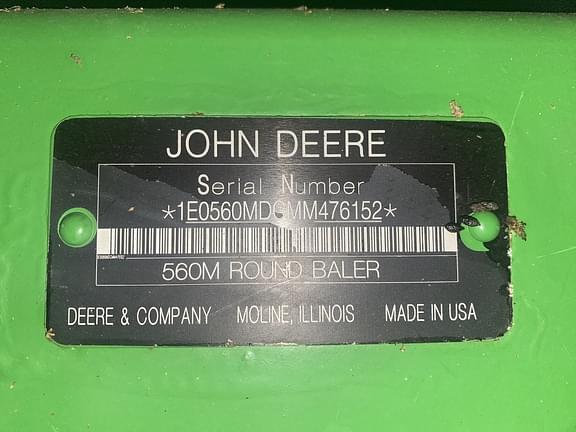 JOHN DEERE
Serial Number
*1E0560MDCMM476152*
560M ROUND BALER
DEERE & COMPANY MOLINE, ILLINOIS MADE IN USA